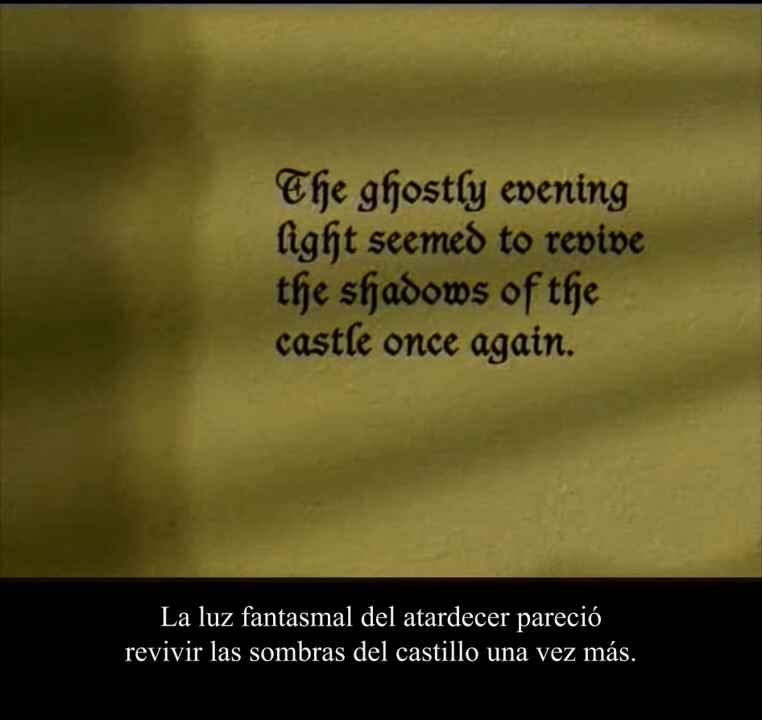 The ghostly evening
light seemed to revive
the shadows of the
castle once again.
La luz fantasmal del atardecer pareció
revivir las sombras del castillo una vez más.